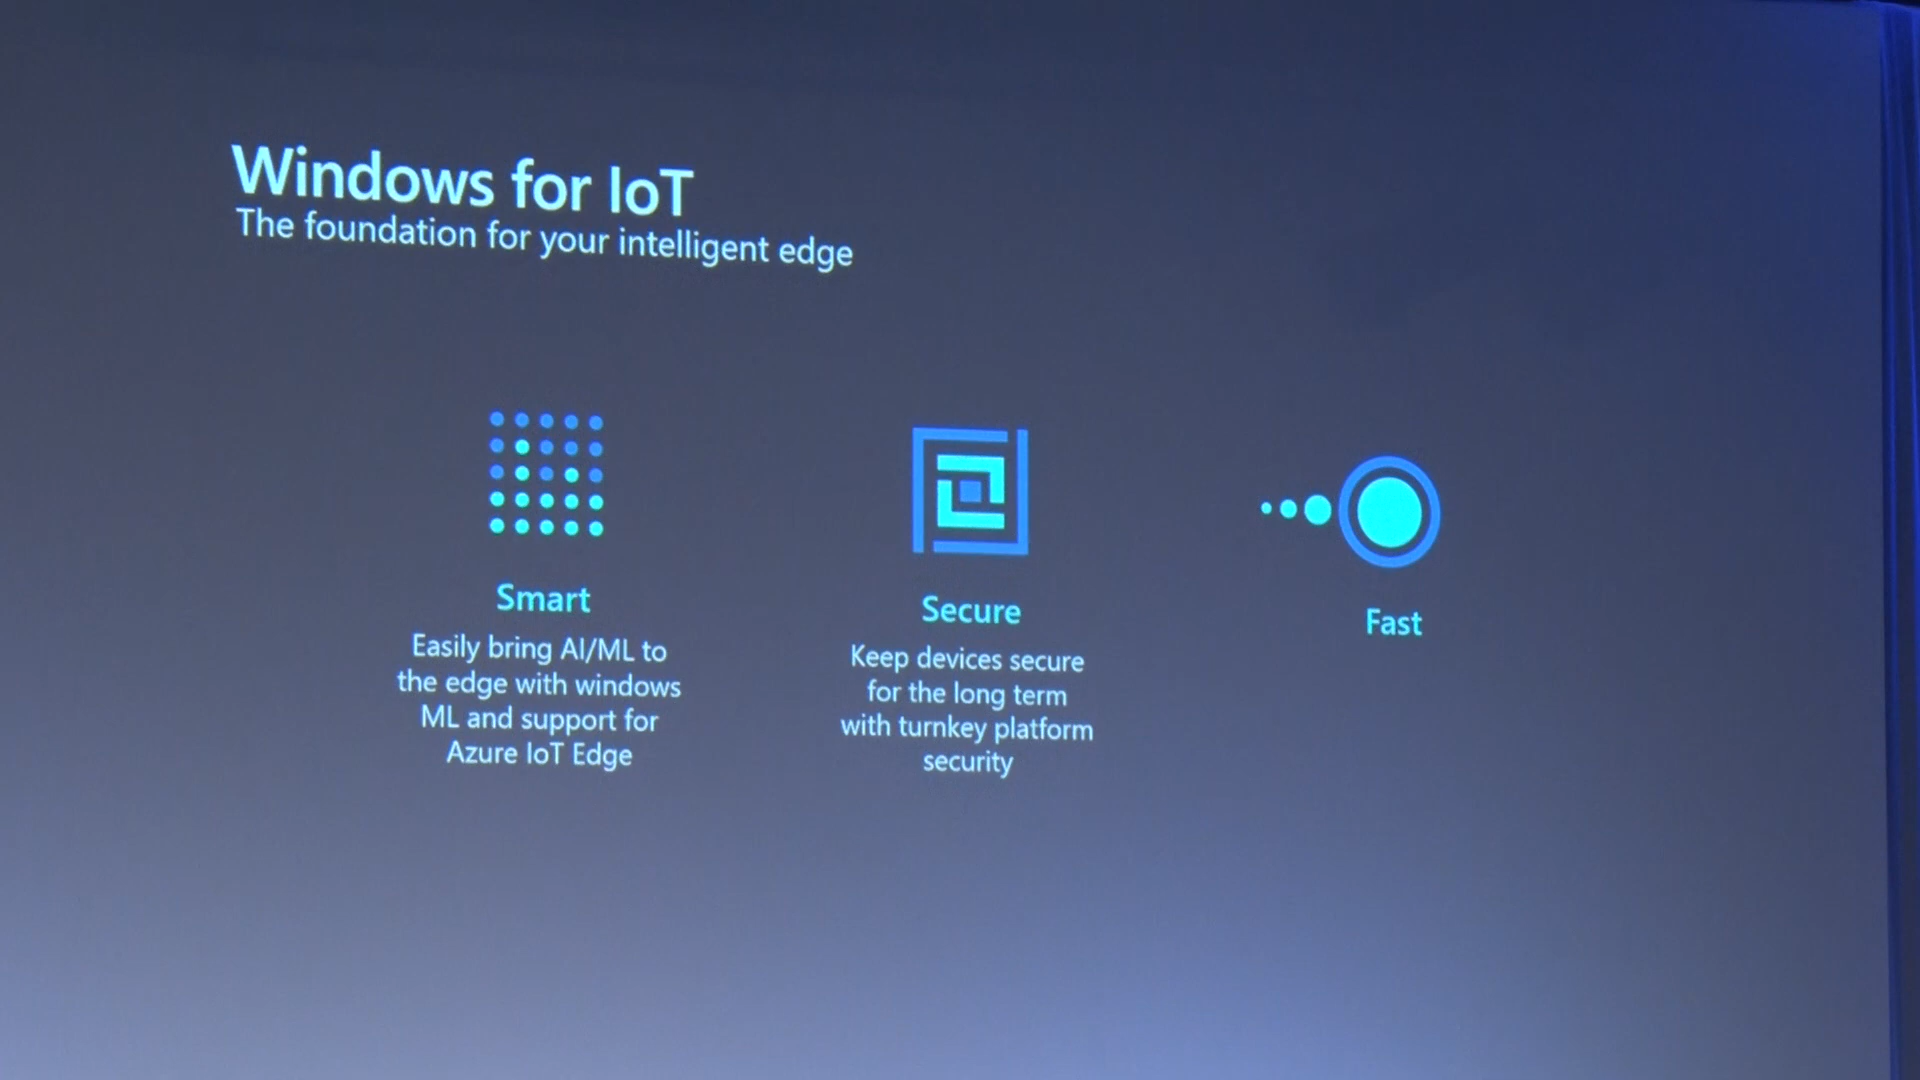 Windows for IoT
The foundation for your intelligent edge
Smart
Easily bring AI/ML to
the edge with windows
ML and support for
Azure IoT Edge
Secure
Keep devices secure
for the long term
with turnkey platform
security
Fast